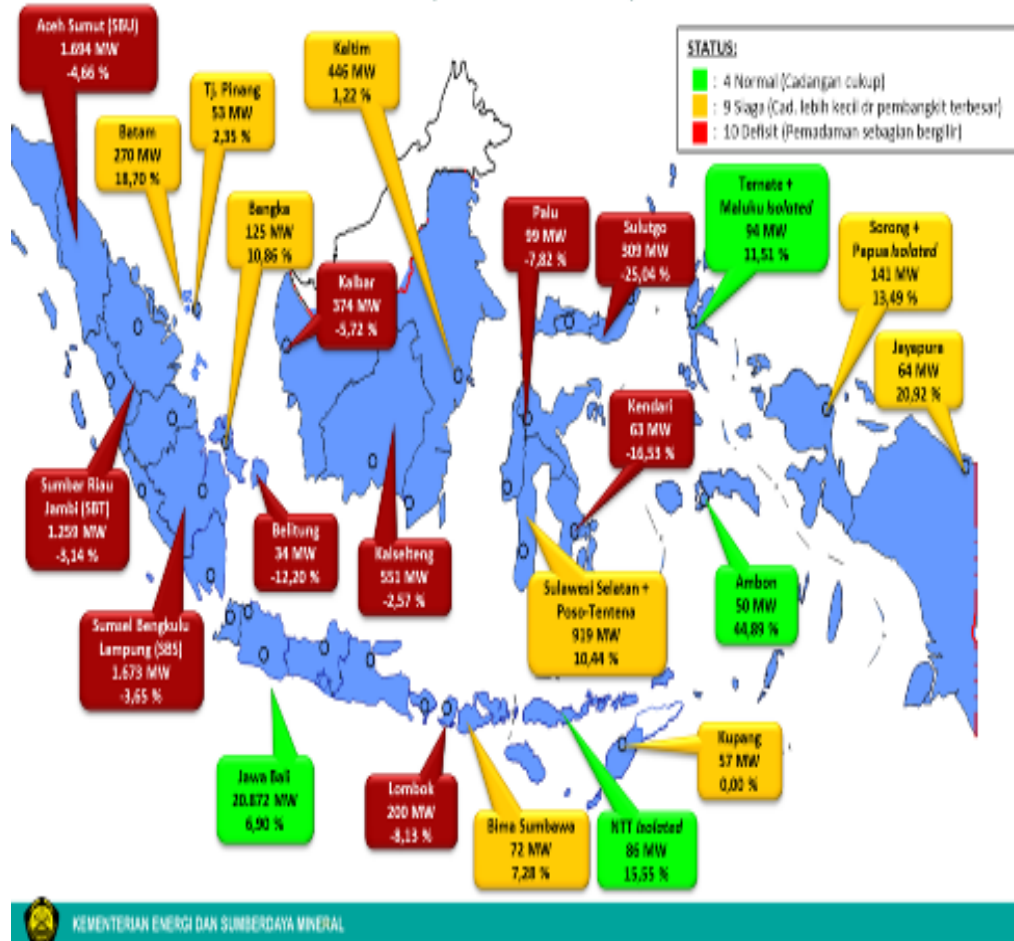 Aceh Sumut (SBU)
1.694 MW
-4,66 %
Tj. Pinang
53 MW
2,35 %
Batam
270 MW
18,70 %
Kaltim
446 MW
1,22 %
Bangka
125 MW
10,86 %
STATUS:
: 4 Normal (Cadangan cukup)
: 9 Siaga (Cad. lebih kecil dr pembangkit terbesar)
: 10 Defisit (Pemadaman sebagian bergilir)
Kalbar
374 MW
-5,72 %
Palu
99 MW
-7,82 %
Sulutgo
309 MW
-25,04 %
Ternate +
Maluku Isolated
94 MW
11,51 %
Sorong +
Papua Isolated
141 MW
13,49 %
Jayapura
64 MW
20,92 %
Kendari
63 MW
-16,53 %
Sumbar Riau
Jambi (SBT)
1.259 MW
-3,14 %
Belitung
34 MW
-12,20 %
Kalselteng
551 MW
-2,57 %
Sulawesi Selatan +
Poso-Tentena
919 MW
10,44 %
Ambon
50 MW
44,89 %
Sumsel Bengkulu
Lampung (SBS)
1.673 MW
-3,65 %
Jawa Bali
20.872 MW
6,90 %
Lombok
200 MW
-8,13 %
Bima Sumbawa
72 MW
7,28 %
NTT Isolated
86 MW
15,55 %
Kupang
57 MW
0,00 %
KEMENTERIAN ENERGI DAN SUMBERDAYA MINERAL